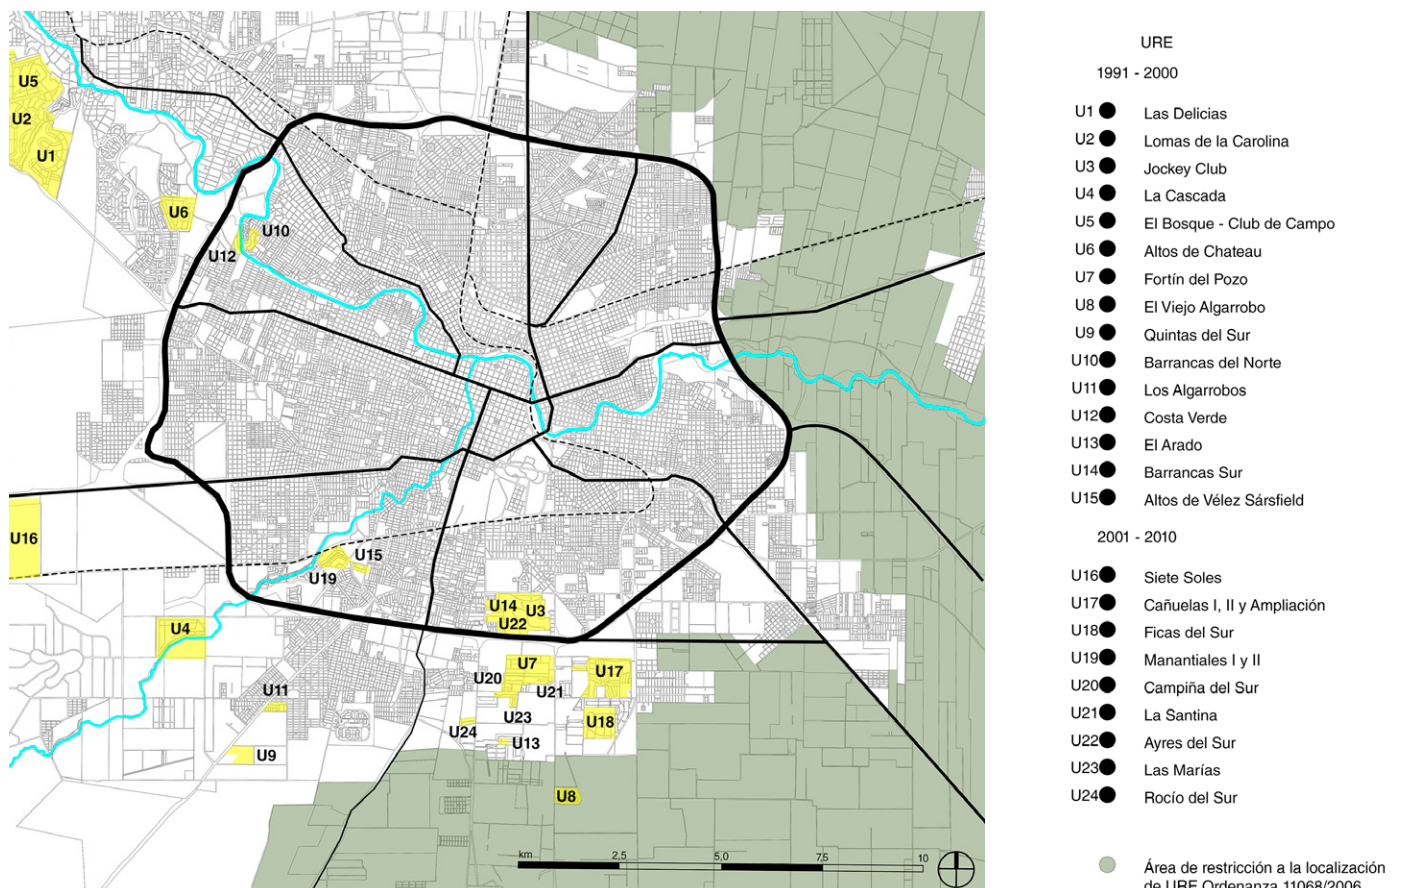 U5
U2
U1
U6
U10
U12
U16
U15
U19
U4
U14 U3
U22
U7
U17
U20
U21
U11
U23
U18
U24
U13
U9
U8
km 2,5 5,0 7,5 10
URE
1991 - 2000
U1 Las Delicias
U2 Lomas de la Carolina
U3 Jockey Club
U4 La Cascada
U5 El Bosque - Club de Campo
U6 Altos de Chateau
U7 Fortín del Pozo
U8 El Viejo Algarrobo
U9 Quintas del Sur
U10 Barrancas del Norte
U11 Los Algarrobos
U12 Costa Verde
U13 El Arado
U14 Barrancas Sur
U15 Altos de Vélez Sársfield
2001 - 2010
U16 Siete Soles
U17 Cañuelas I, II y Ampliación
U18 Ficas del Sur
U19 Manantiales I y II
U20 Campiña del Sur
U21 La Santina
U22 Ayres del Sur
U23 Las Marías
U24 Rocío del Sur
Área de restricción a la localización
de URE Ordenanza 11068/2006